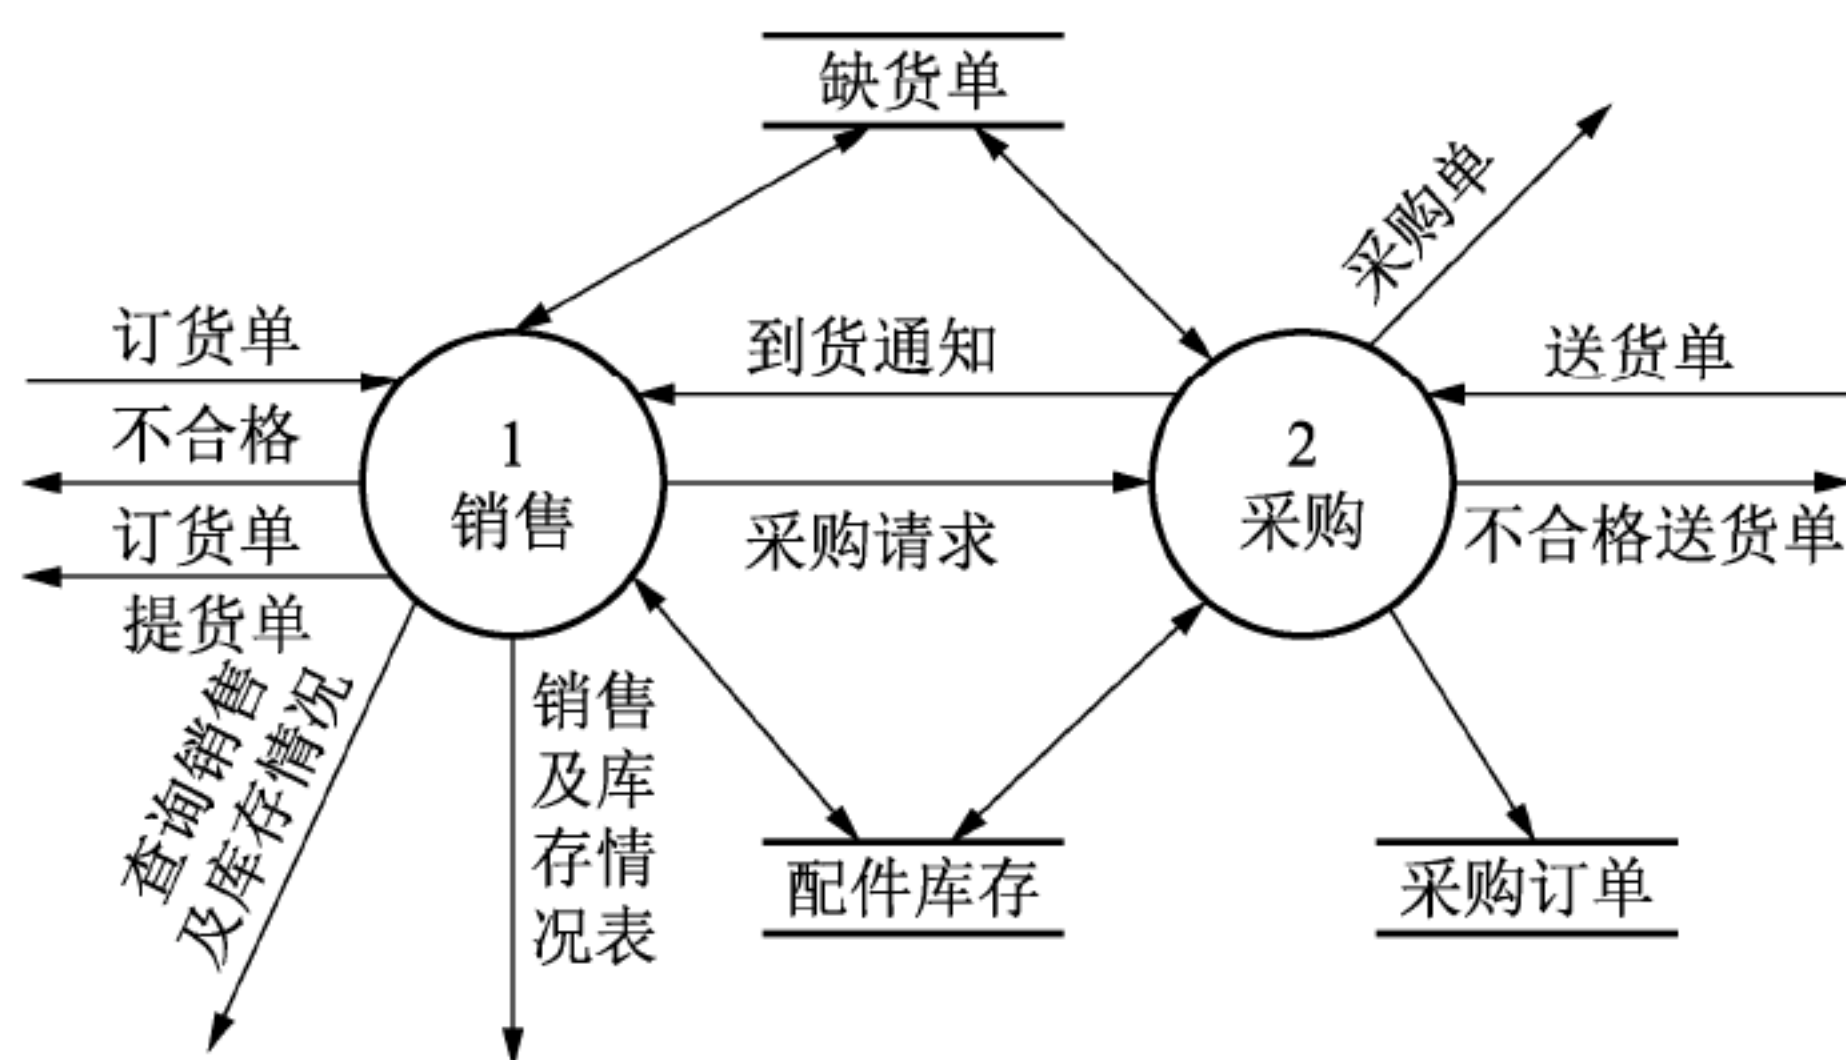 缺货单
采购单
订货单
到货通知
送货单
不合格
1
销售
2
采购
订货单
采购请求
不合格送货单
提货单
查询销售
及库存情况
销售
及库
存情
况表
配件库存
采购订单